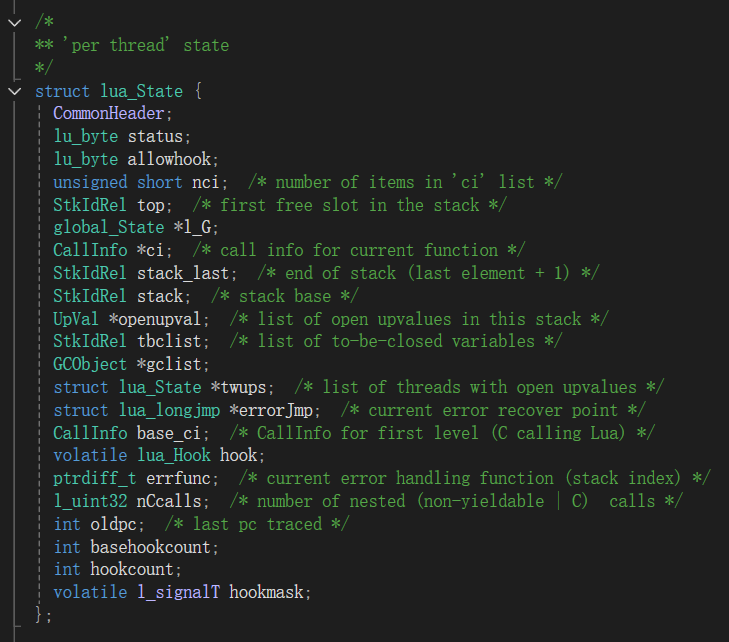 /*
** 'per thread' state
*/
struct lua_State {
  CommonHeader;
  lu_byte status;
  lu_byte allowhook;
  unsigned short nci;  /* number of items in 'ci' list */
  StkIdRel top;  /* first free slot in the stack */
  global_State *l_G;
  CallInfo *ci;  /* call info for current function */
  StkIdRel stack_last;  /* end of stack (last element + 1) */
  StkIdRel stack;  /* stack base */
  UpVal *openupval;  /* list of open upvalues in this stack */
  StkIdRel tbclist;  /* list of to-be-closed variables */
  GCObject *gclist;
  struct lua_State *twups;  /* list of threads with open upvalues */
  struct lua_longjmp *errorJmp;  /* current error recover point */
  CallInfo base_ci;  /* CallInfo for first level (C calling Lua) */
  volatile lua_Hook hook;
  ptrdiff_t errfunc;  /* current error handling function (stack index) */
  l_uint32 nCcalls;  /* number of nested (non-yieldable | C)  calls */
  int oldpc;  /* last pc traced */
  int basehookcount;
  int hookcount;
  volatile l_signalT hookmask;
};